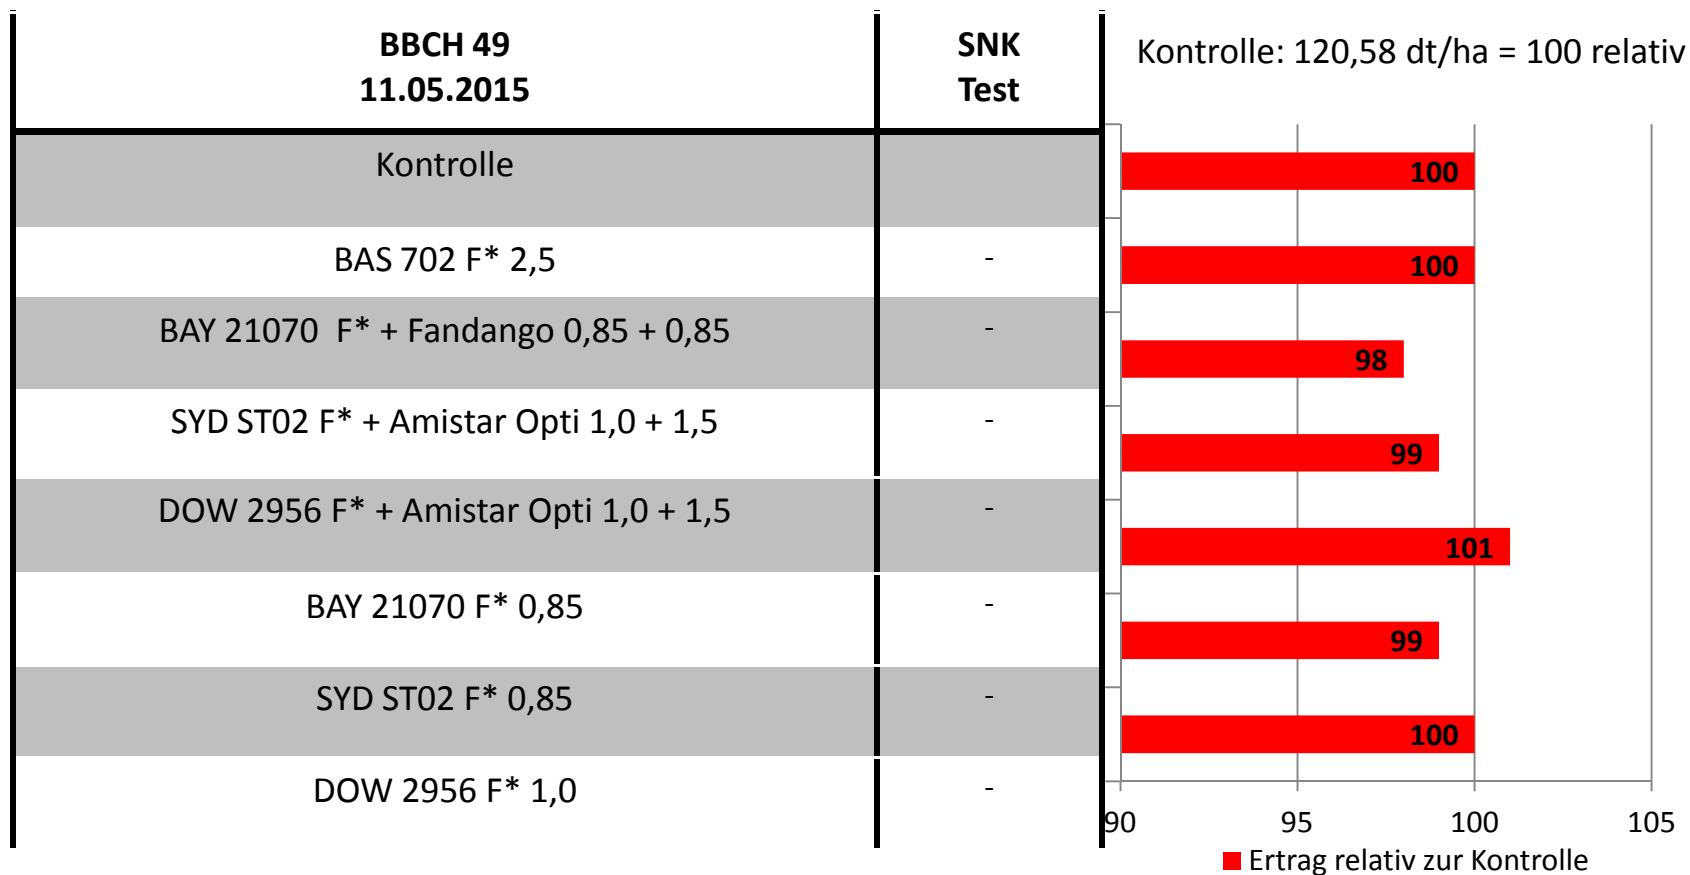 BBCH 49
11.05.2015
SNK
Test
Kontrolle: 120,58 dt/ha = 100 relativ
Kontrolle
100
BAS 702 F* 2,5
-
100
BAY 21070 F* + Fandango 0,85 + 0,85
-
98
SYD ST02 F* + Amistar Opti 1,0 + 1,5
-
99
DOW 2956 F* + Amistar Opti 1,0 + 1,5
-
101
BAY 21070 F* 0,85
-
99
SYD ST02 F* 0,85
-
100
DOW 2956 F* 1,0
-
90 95 100 105
Ertrag relativ zur Kontrolle